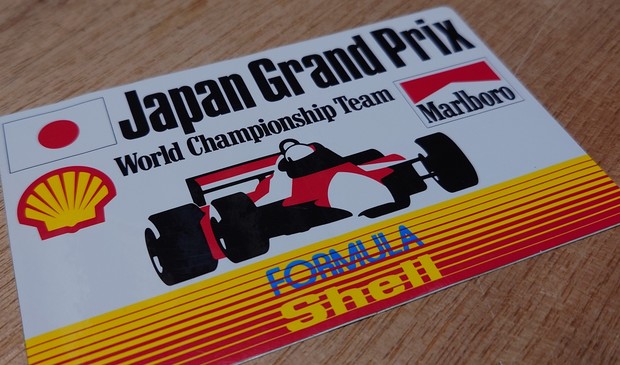 Japan Grand Prix
World Championship Team
Marlboro
FORMULA
Shell